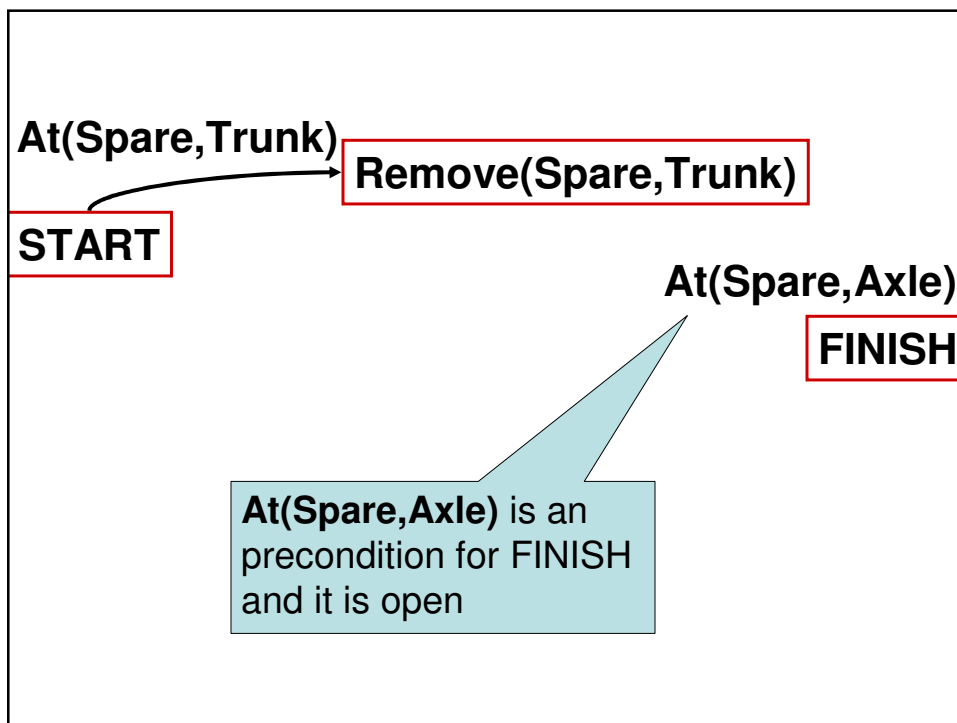 At(Spare,Trunk)
Remove(Spare,Trunk)
START
At(Spare,Axle)
FINISH
At(Spare,Axle) is an
precondition for FINISH
and it is open